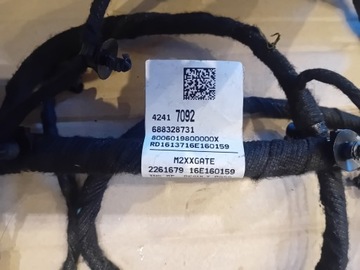 4241 7092
688328731
8006019800000X
RD1613716E160159
M2XXGATE
2261679 16E160159